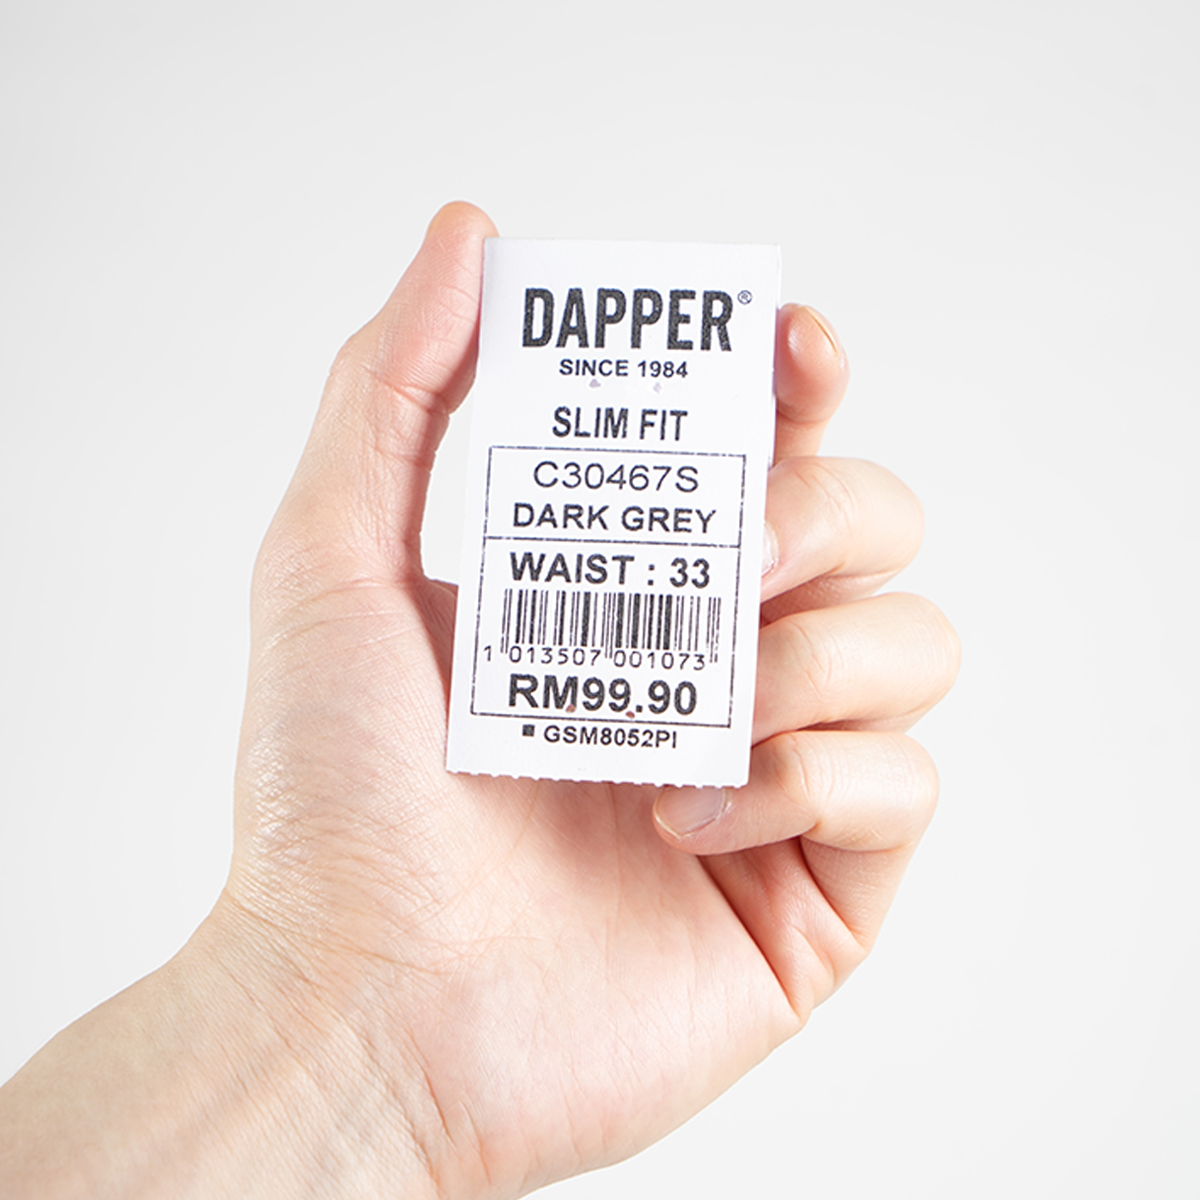 DAPPER®
SINCE 1984
SLIM FIT
C30467S
DARK GREY
WAIST : 33
1 013507 001073
RM99.90
■ GSM8052PI